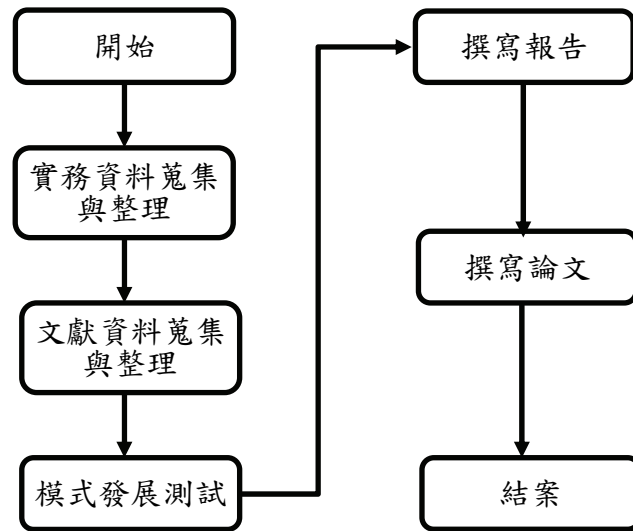 開始
實務資料蒐集
與整理
文獻資料蒐集
與整理
模式發展測試
撰寫報告
撰寫論文
結案